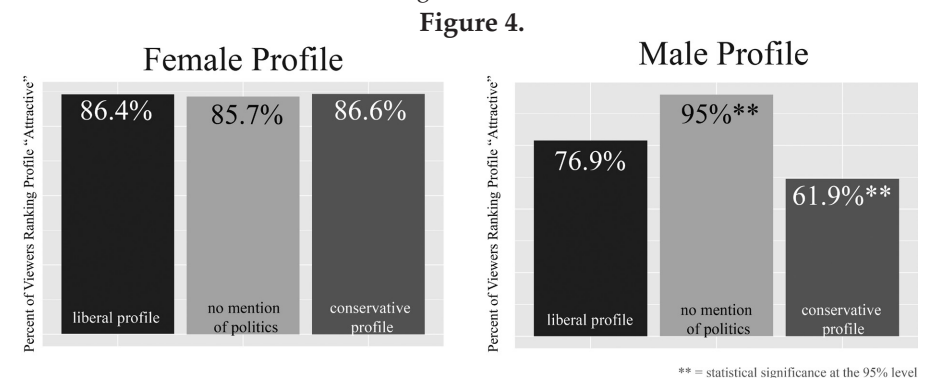 Figure 4.
Female Profile
Percent of Viewers Ranking Profile "Attractive"
86.4%
85.7%
86.6%
liberal profile
no mention
of politics
conservative
profile
Male Profile
Percent of Viewers Ranking Profile "Attractive"
76.9%
95%**
61.9%**
liberal profile
no mention
of politics
conservative
profile
** = statistical significance at the 95% level